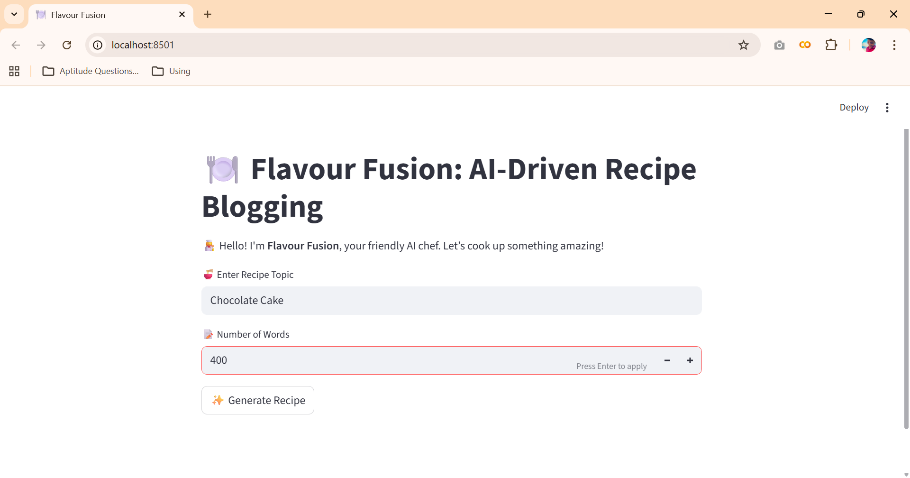 Flavour Fusion
localhost:8501
Aptitude Questions...
Using
Deploy
Flavour Fusion: AI-Driven Recipe
Blogging
Hello! I'm Flavour Fusion, your friendly AI chef. Let's cook up something amazing!
Enter Recipe Topic
Chocolate Cake
Number of Words
400
Press Enter to apply
Generate Recipe